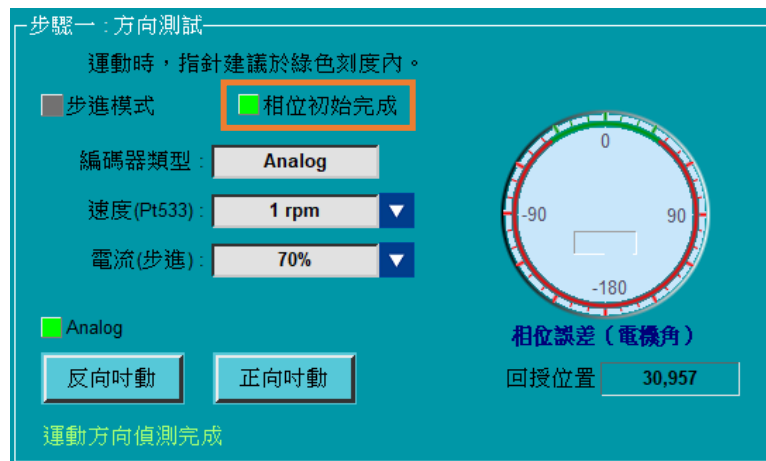 步驟一 : 方向測試
運動時，指針建議於綠色刻度內。
步進模式
相位初始完成
編碼器類型 : Analog
速度(Pt533) : 1 rpm
電流(步進) : 70%
Analog
反向吋動
正向吋動
運動方向偵測完成
0
-90
90
-180
相位誤差（電機角）
回授位置 30,957